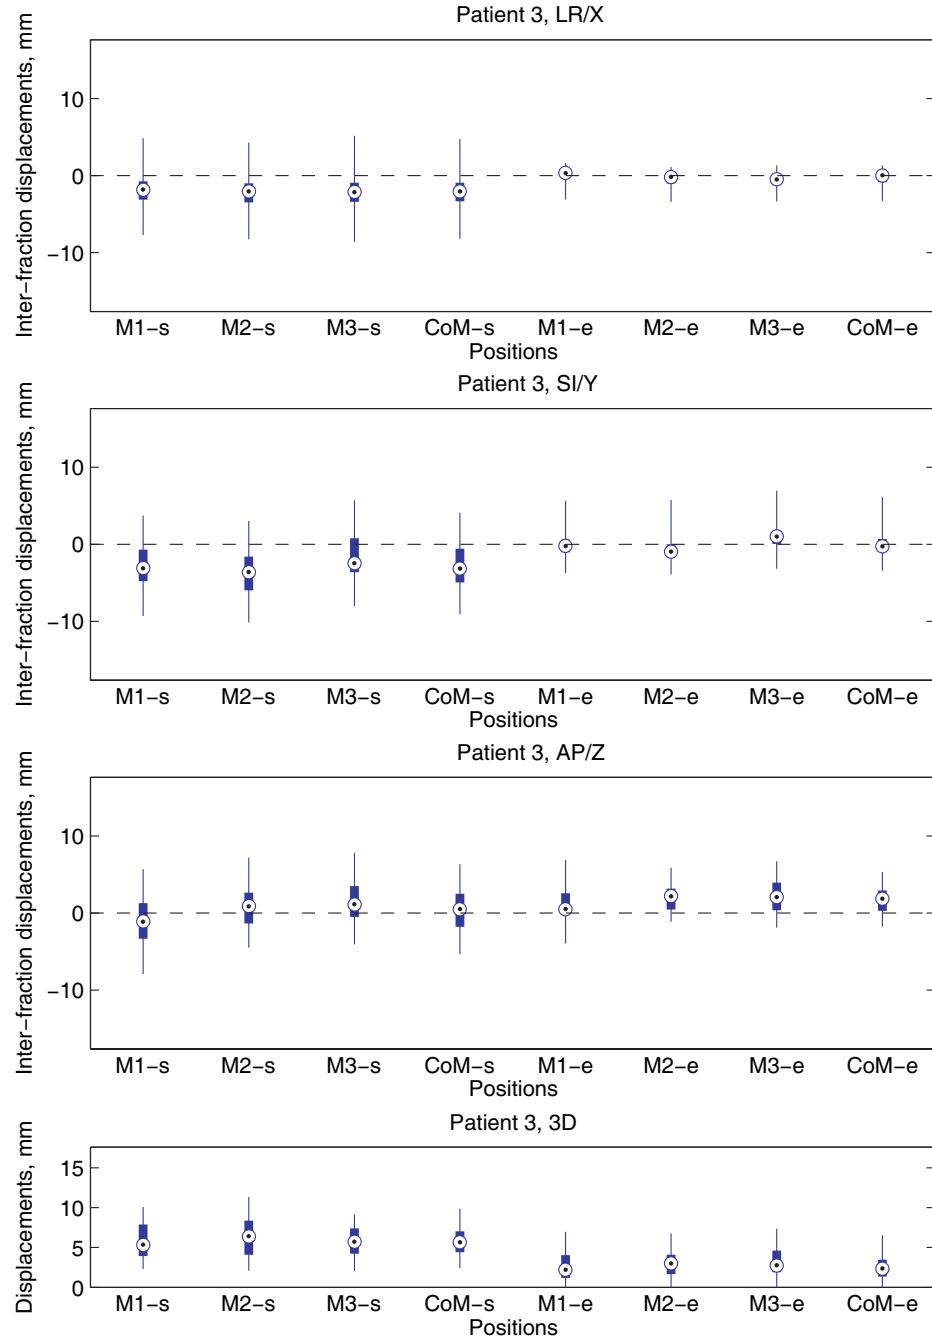 Patient 3, LR/X
Inter−fraction displacements, mm
10
0
−10
M1−s M2−s M3−s CoM−s M1−e M2−e M3−e CoM−e
Positions
Patient 3, SI/Y
Inter−fraction displacements, mm
10
0
−10
M1−s M2−s M3−s CoM−s M1−e M2−e M3−e CoM−e
Positions
Patient 3, AP/Z
Inter−fraction displacements, mm
10
0
−10
M1−s M2−s M3−s CoM−s M1−e M2−e M3−e CoM−e
Positions
Patient 3, 3D
Displacements, mm
15
10
5
0
M1−s M2−s M3−s CoM−s M1−e M2−e M3−e CoM−e
Positions